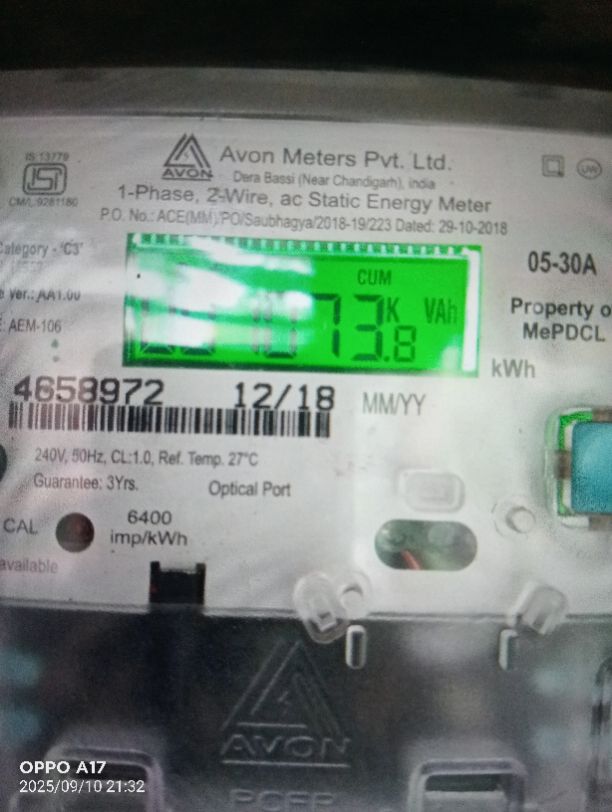 IS:13779
CM/L:9281180
AVON
Avon Meters Pvt. Ltd.
Dera Bassi (Near Chandigarh), India
UW
1-Phase, 2-Wire, ac Static Energy Meter
P.O. No.: ACE(MM)/PO/Saubhagya/2018-19/223 Dated: 29-10-2018
Category - 'C3'
Ver.: AA1.00
AEM-106
CUM
K VAh
73.8
05-30A
Property of
MePDCL
kWh
4658972 12/18 MM/YY
240V, 50Hz, CL:1.0, Ref. Temp. 27°C
Guarantee: 3Yrs.
Optical Port
CAL
6400
imp/kWh
available
AVON
OPPO A17
2025/09/10 21:32